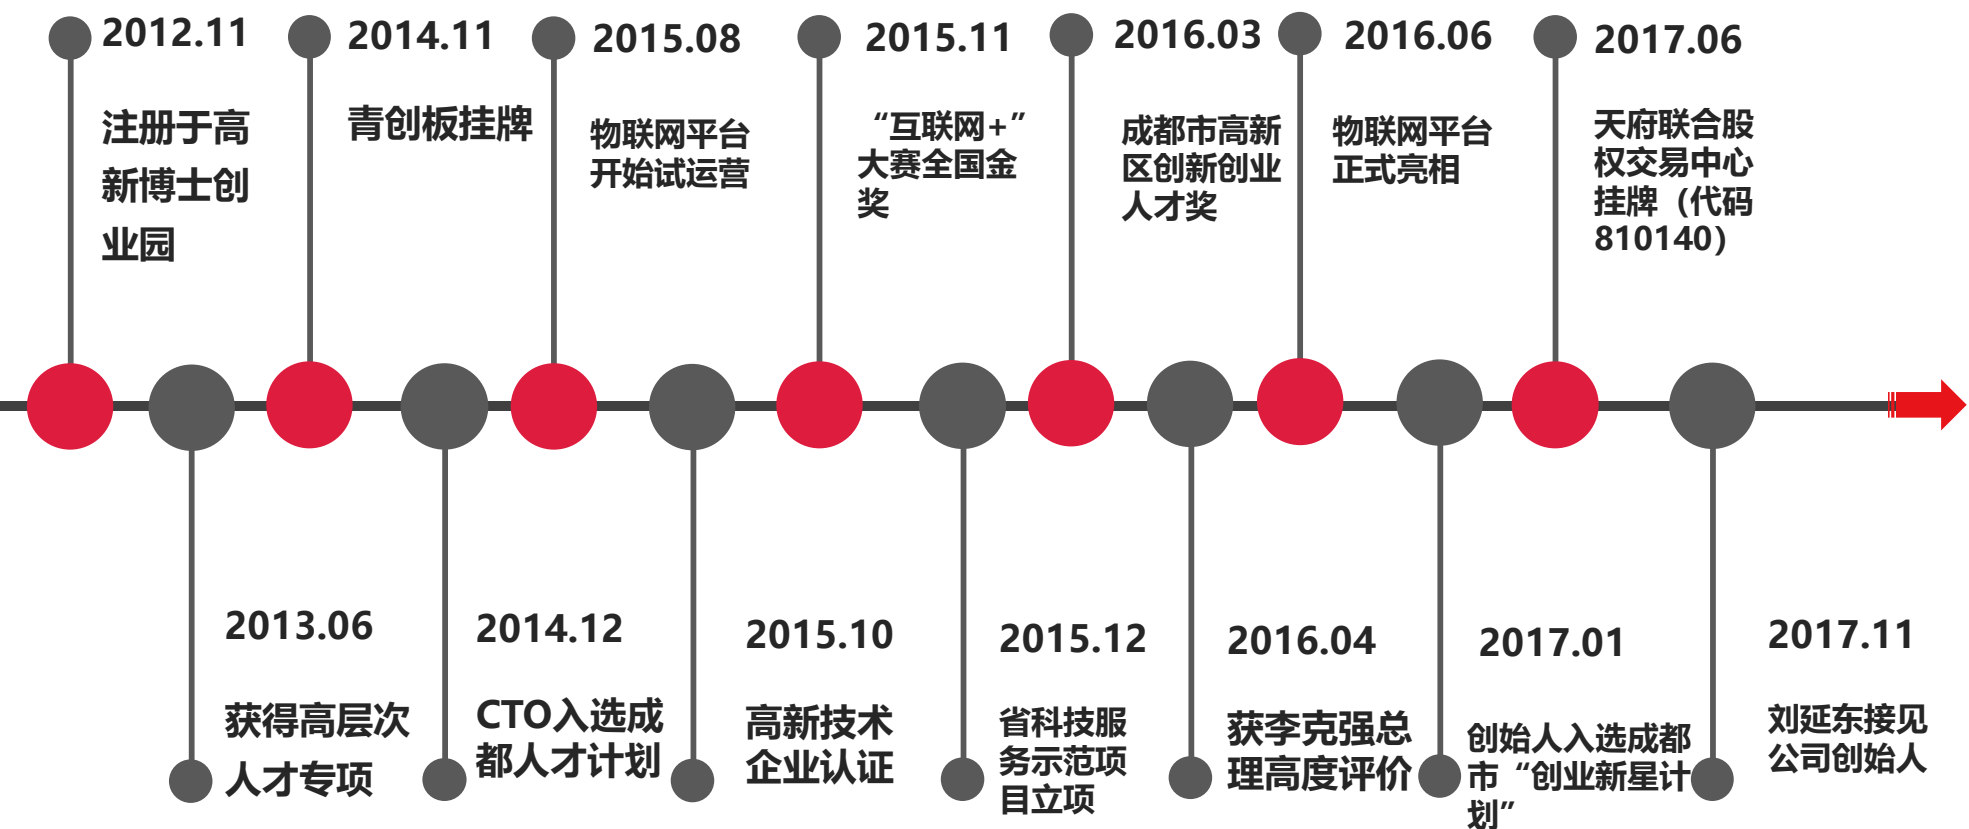 2012.11
注册于高
新博士创
业园
2014.11
青创板挂牌
2015.08
物联网平台
开始试运营
2015.11
“互联网+”
大赛全国金
奖
2016.03
成都市高新
区创新创业
人才奖
2016.06
物联网平台
正式亮相
2017.06
天府联合股
权交易中心
挂牌（代码
810140）
2013.06
获得高层次
人才专项
2014.12
CTO入选成
都人才计划
2015.10
高新技术
企业认证
2015.12
省科技服
务示范项
目立项
2016.04
获李克强总
理高度评价
2017.01
创始人入选成都
市“创业新星计
划”
2017.11
刘延东接见
公司创始人